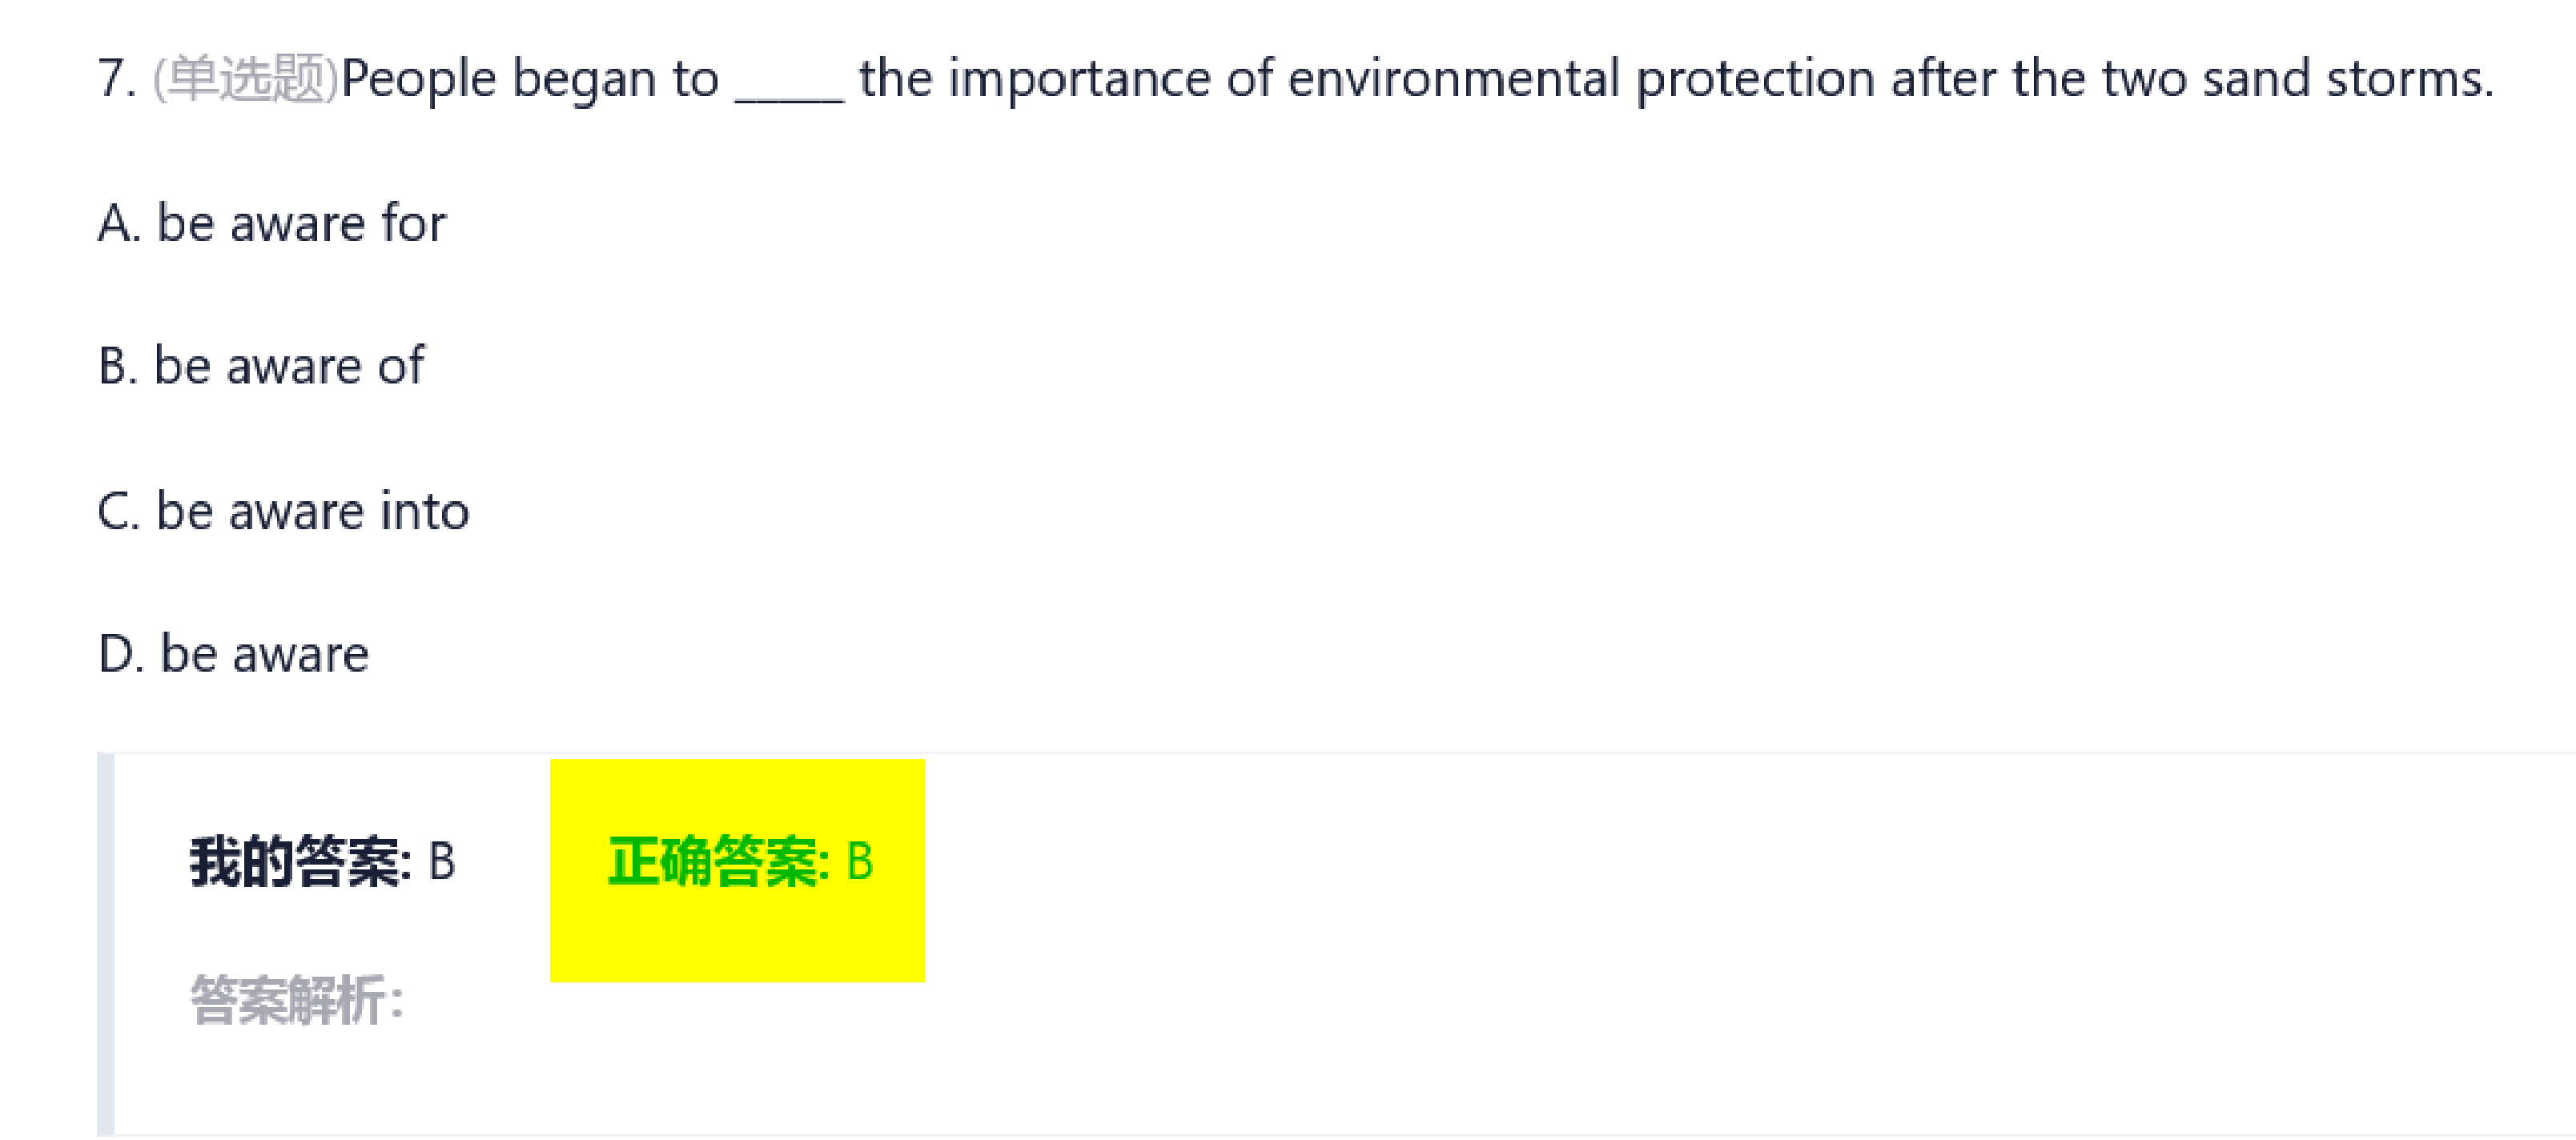 7. (单选题)People began to _____ the importance of environmental protection after the two sand storms.
A. be aware for
B. be aware of
C. be aware into
D. be aware
我的答案: B 正确答案: B
答案解析: